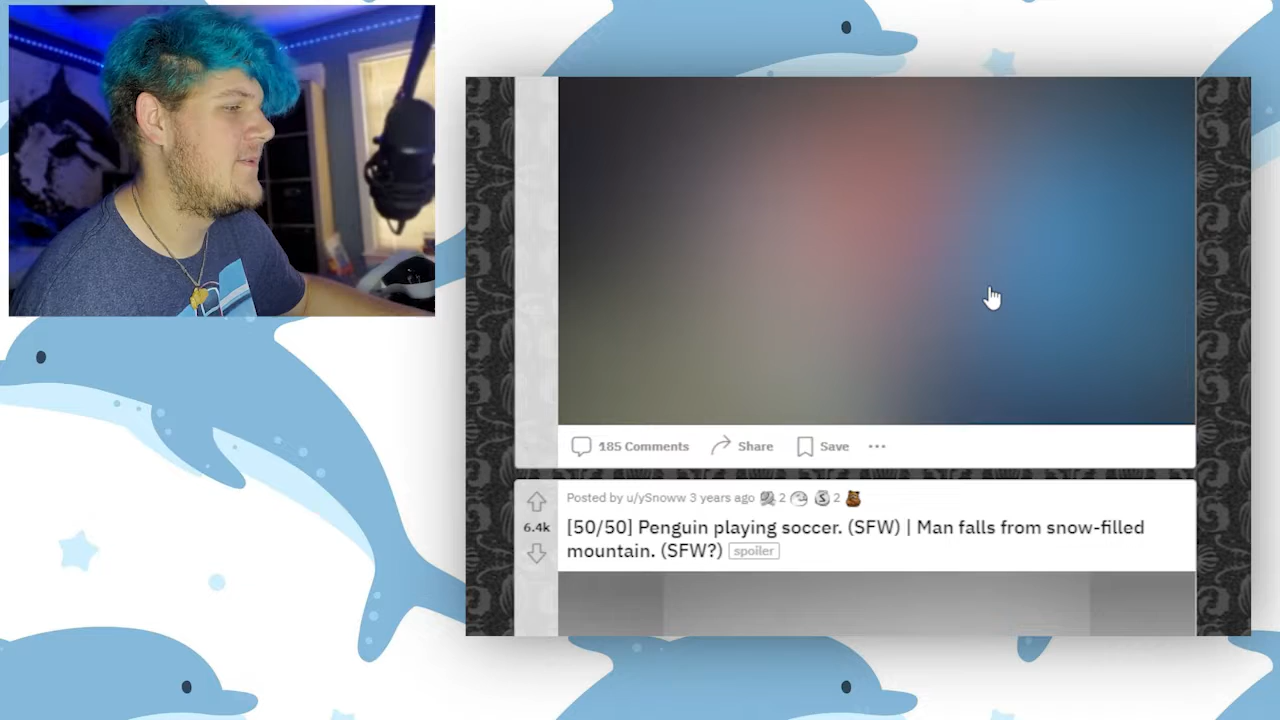 185 Comments Share Save
Posted by u/ySnoww 3 years ago 2 S 2
6.4k
[50/50] Penguin playing soccer. (SFW) | Man falls from snow-filled
mountain. (SFW?) spoiler